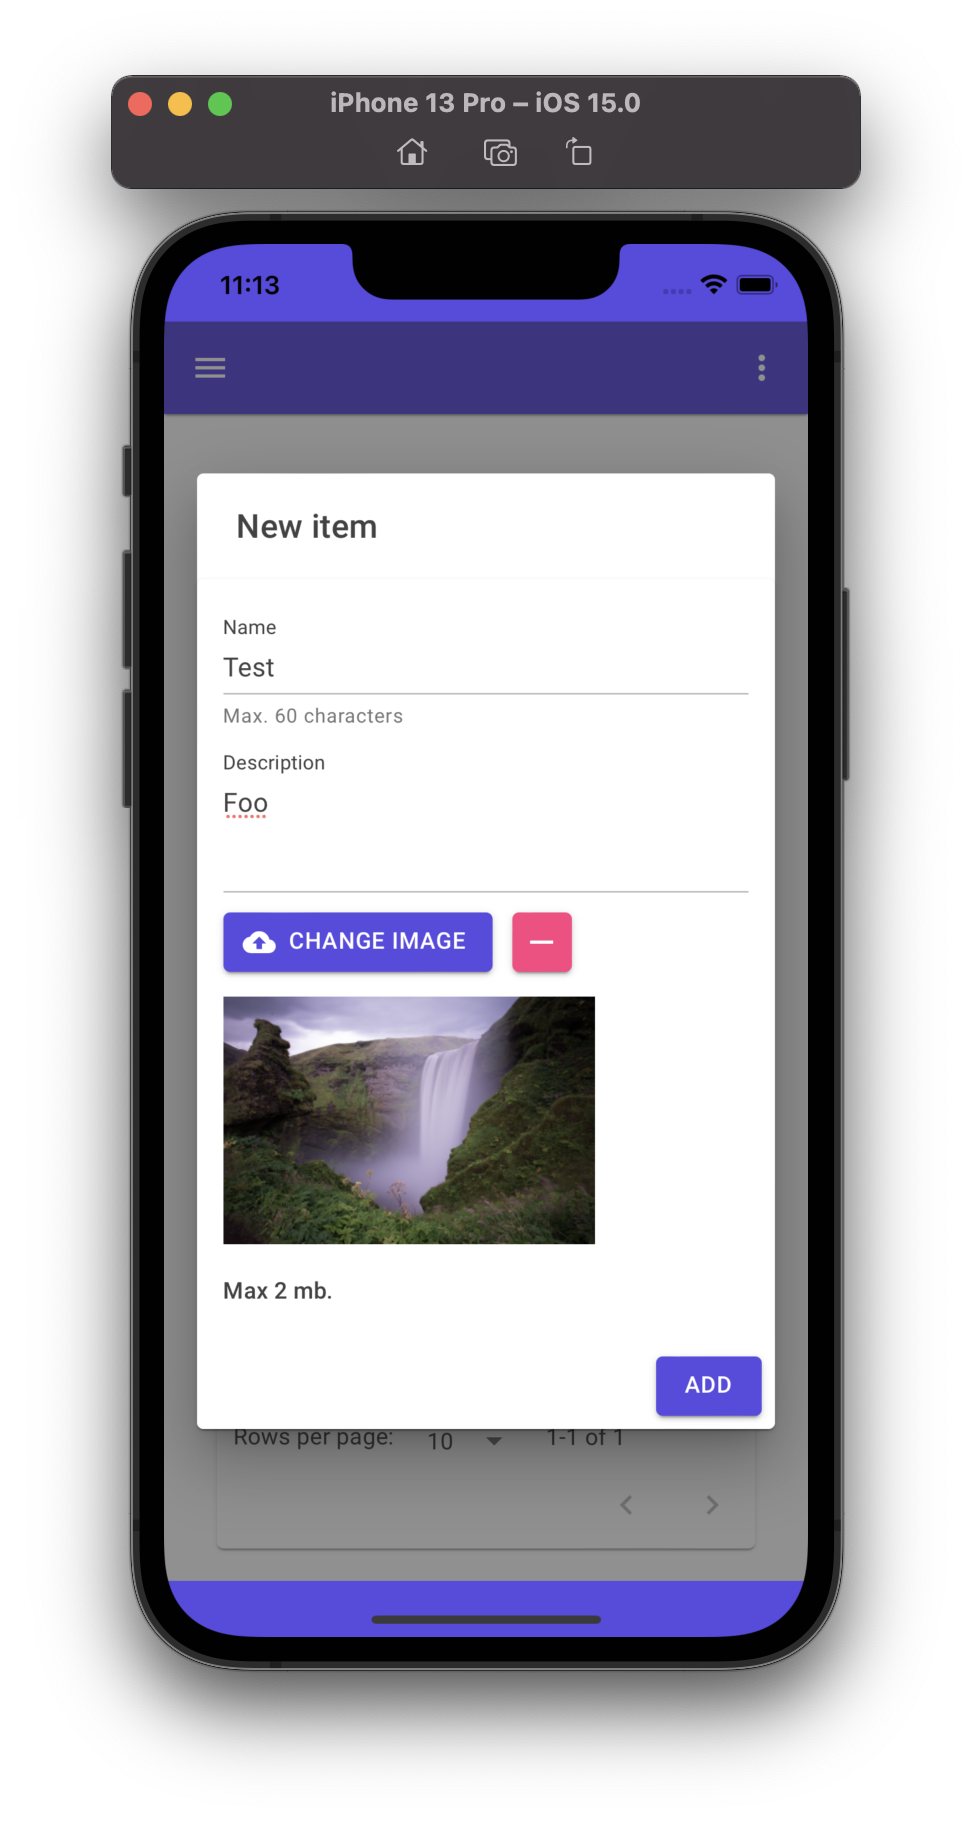 iPhone 13 Pro – iOS 15.0
11:13
New item
Name
Test
Max. 60 characters
Description
Foo
CHANGE IMAGE
Max 2 mb.
ADD
Rows per page: 10 1-1 of 1